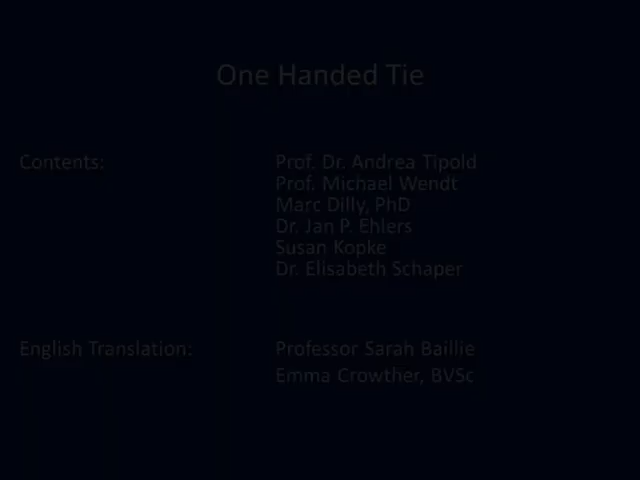 One Handed Tie
Contents: Prof. Dr. Andrea Tipold
Prof. Michael Wendt
Marc Dilly, PhD
Dr. Jan P. Ehlers
Susan Kopke
Dr. Elisabeth Schaper
English Translation: Professor Sarah Baillie
Emma Crowther, BVSc